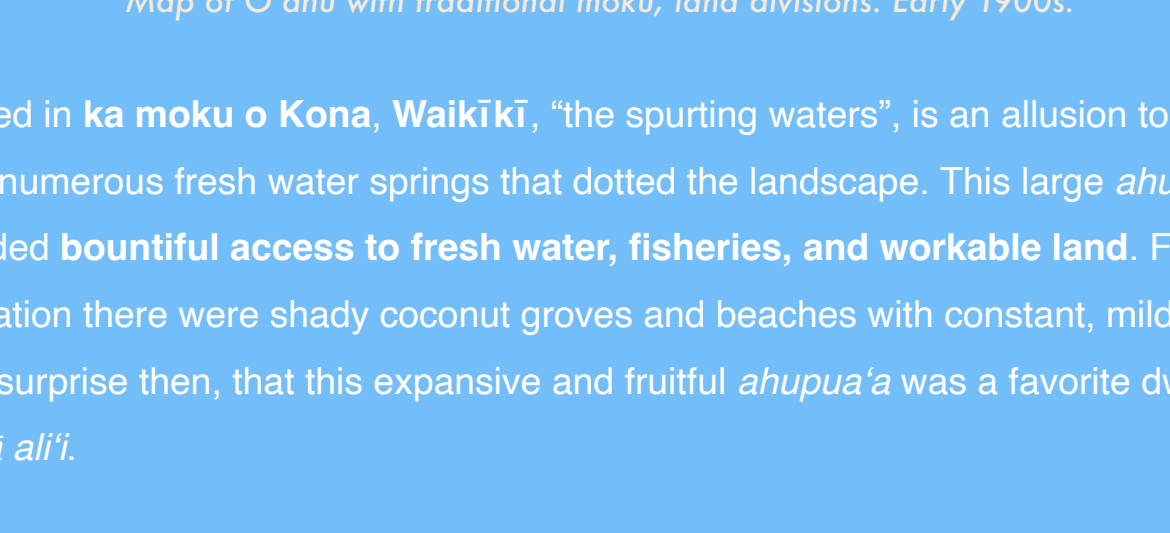 Map of Oʻahu with traditional moku, land divisions. Early 1900s.
ed in ka moku o Kona, Waikīkī, “the spurting waters”, is an allusion to
numerous fresh water springs that dotted the landscape. This large ahu
ded bountiful access to fresh water, fisheries, and workable land. F
ation there were shady coconut groves and beaches with constant, mild
surprise then, that this expansive and fruitful ahupua‘a was a favorite dw
ā ali‘i.